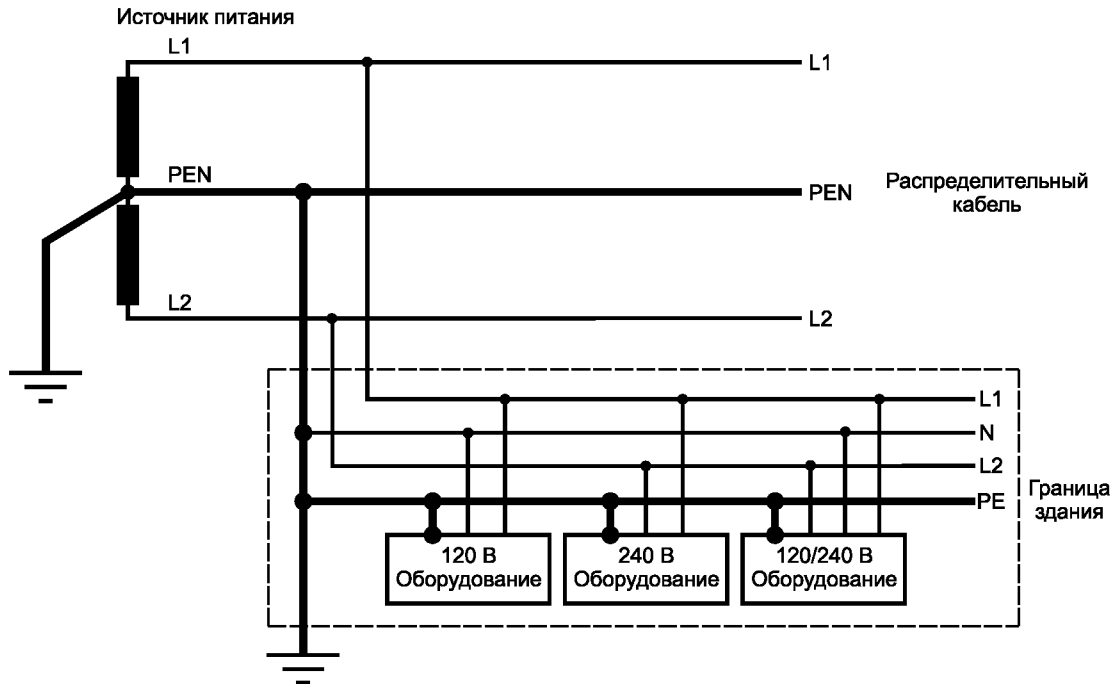 Источник питания
L1
L1
PEN
PEN
Распределительный
кабель
L2
L2
L1
N
L2
PE
Граница
здания
120 В
Оборудование
240 В
Оборудование
120/240 В
Оборудование